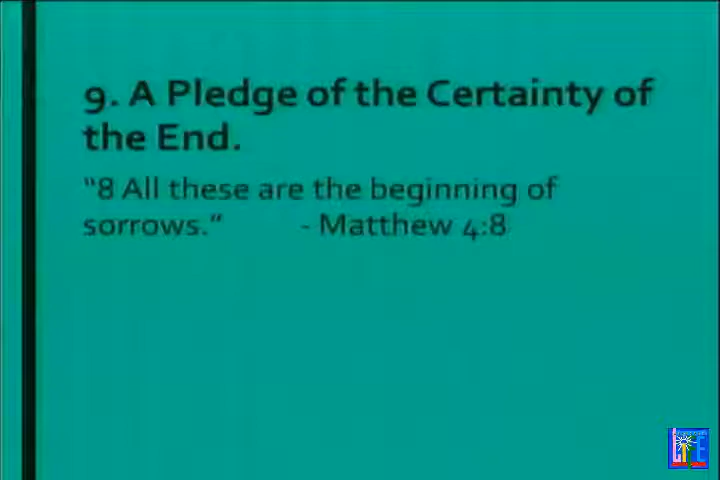 9. A Pledge of the Certainty of
the End.
"8 All these are the beginning of
sorrows." - Matthew 4:8